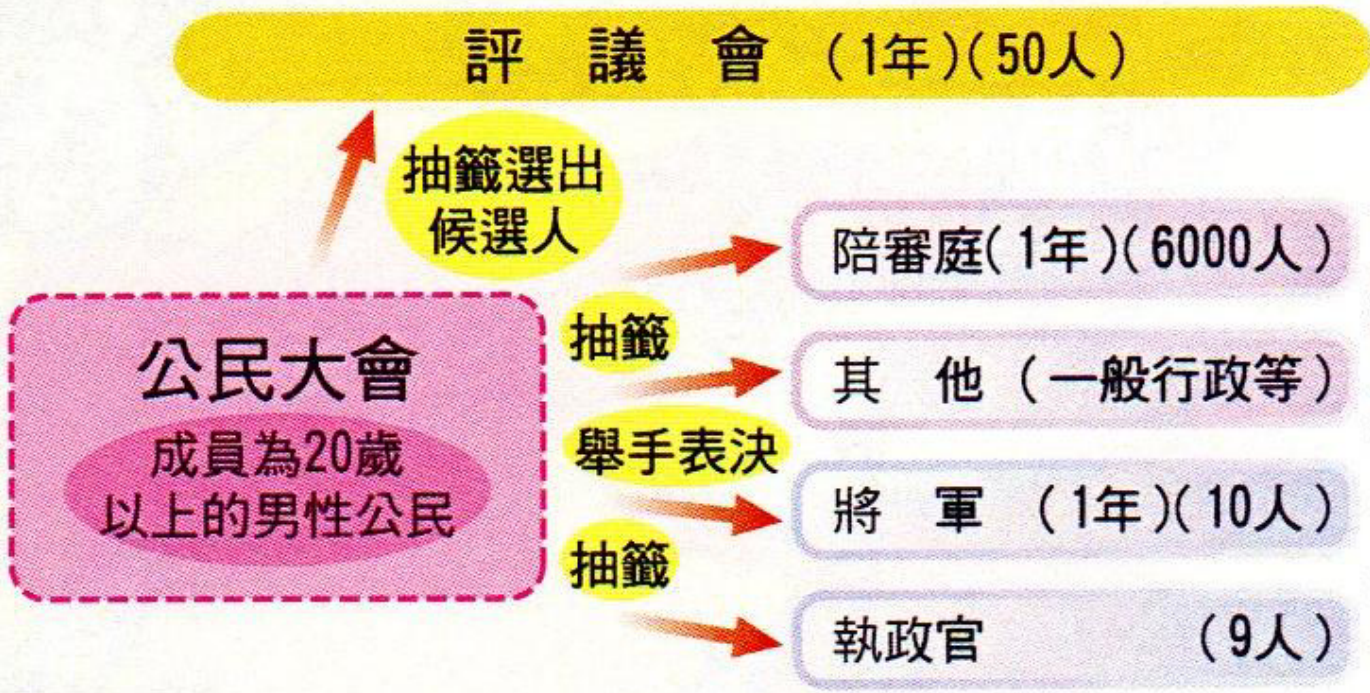 評議會（1年）（50人）
抽籤選出
候選人
公民大會
成員為20歲
以上的男性公民
抽籤
舉手表決
抽籤
陪審庭（1年）（6000人）
其他（一般行政等）
將軍（1年）（10人）
執政官（9人）